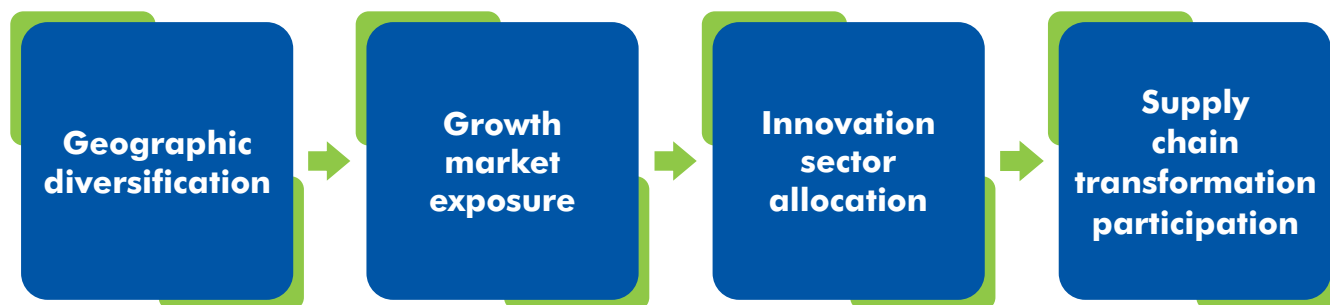 Geographic
diversification
Growth
market
exposure
Innovation
sector
allocation
Supply
chain
transformation
participation